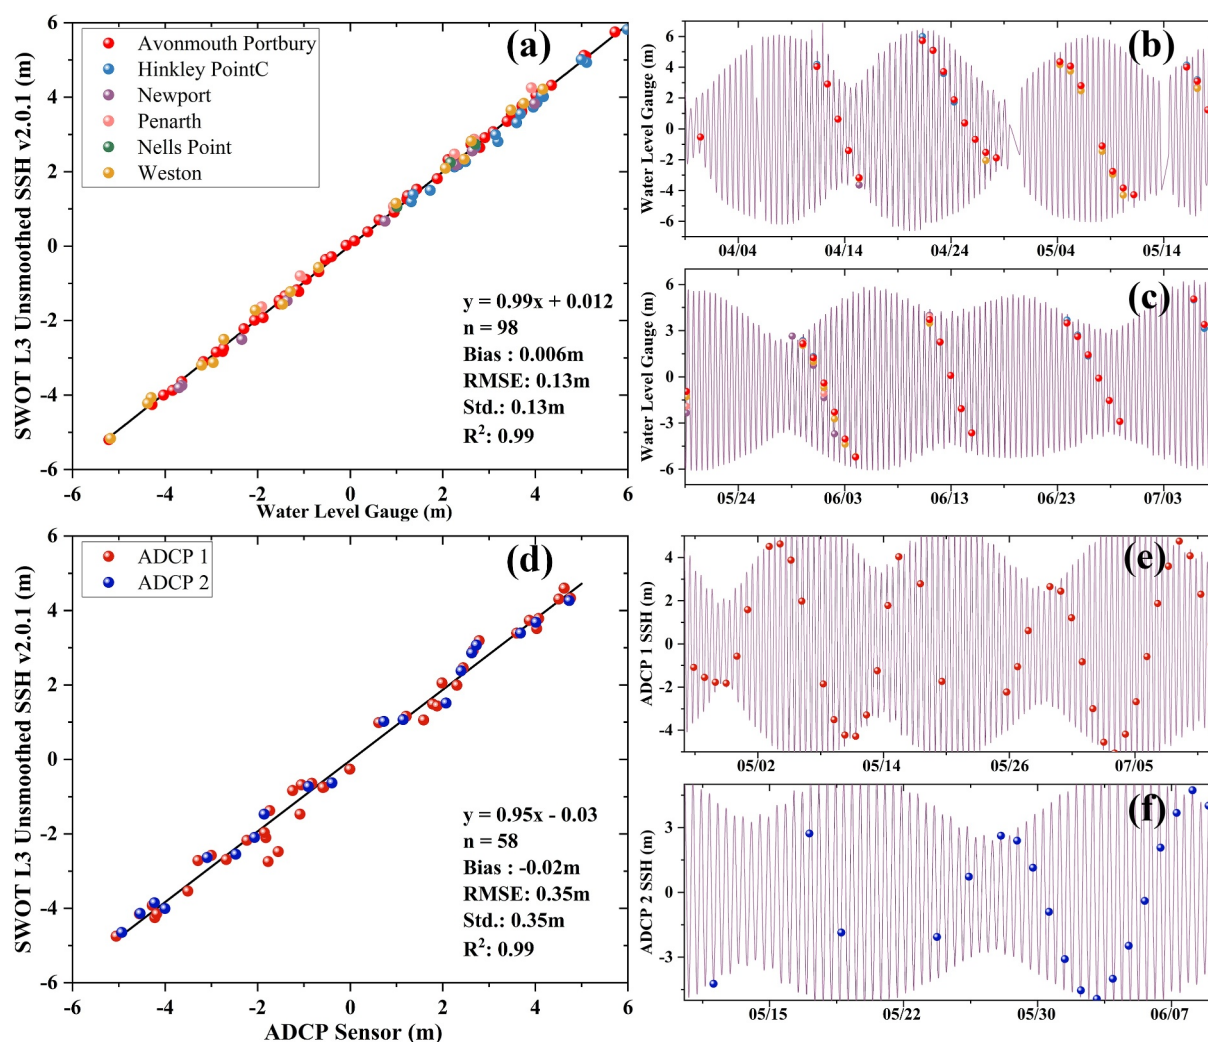 (a)
SWOT L3 Unsmoothed SSH v2.0.1 (m)
6
4
2
0
-2
-4
-6
Avonmouth Portbury
Hinkley PointC
Newport
Penarth
Nells Point
Weston
y = 0.99x + 0.012
n = 98
Bias : 0.006m
RMSE: 0.13m
Std.: 0.13m
R²: 0.99
-6 -4 -2 0 2 4 6
Water Level Gauge (m)
(b)
Water Level Gauge (m)
6
4
2
0
-2
-4
-6
04/04 04/14 04/24 05/04 05/14
(c)
Water Level Gauge (m)
6
3
0
-3
-6
05/24 06/03 06/13 06/23 07/03
(d)
SWOT L3 Unsmoothed SSH v2.0.1 (m)
6
4
2
0
-2
-4
-6
ADCP 1
ADCP 2
y = 0.95x - 0.03
n = 58
Bias : -0.02m
RMSE: 0.35m
Std.: 0.35m
R²: 0.99
-6 -4 -2 0 2 4 6
ADCP Sensor (m)
(e)
ADCP 1 SSH (m)
4
2
0
-2
-4
05/02 05/14 05/26 07/05
(f)
ADCP 2 SSH (m)
3
0
-3
05/15 05/22 05/30 06/07